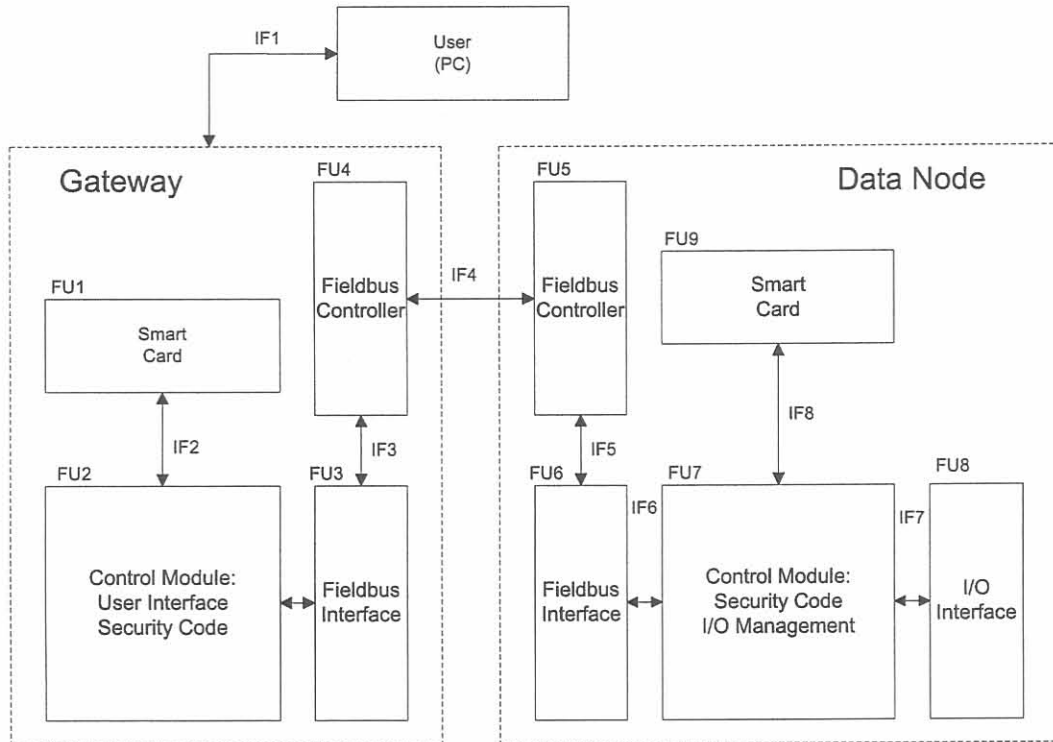 IF1
User
(PC)
Gateway
FU4
FU5
Data Node
FU9
Fieldbus
Controller
IF4
Fieldbus
Controller
Smart
Card
FU1
Smart
Card
IF2
IF3
IF5
IF8
FU2
FU3
FU6
IF6
FU7
IF7
FU8
Control Module:
User Interface
Security Code
Fieldbus
Interface
Fieldbus
Interface
Control Module:
Security Code
I/O Management
I/O
Interface